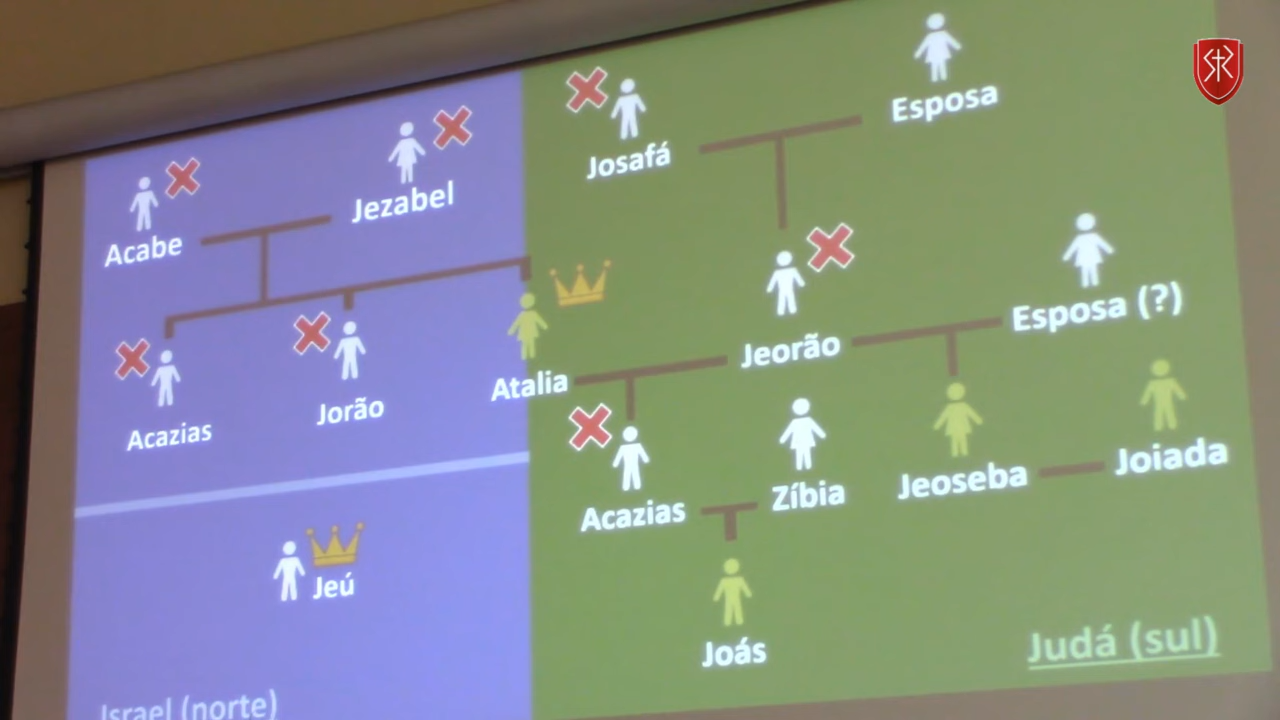 Esposa
Josafá
Jezabel
Acabe
Esposa (?)
Jeorão
Atalia
Jorão
Acazias
Joiada
Jeoseba
Zíbia
Acazias
Jeú
Joás
Judá (sul)
Israel (norte)